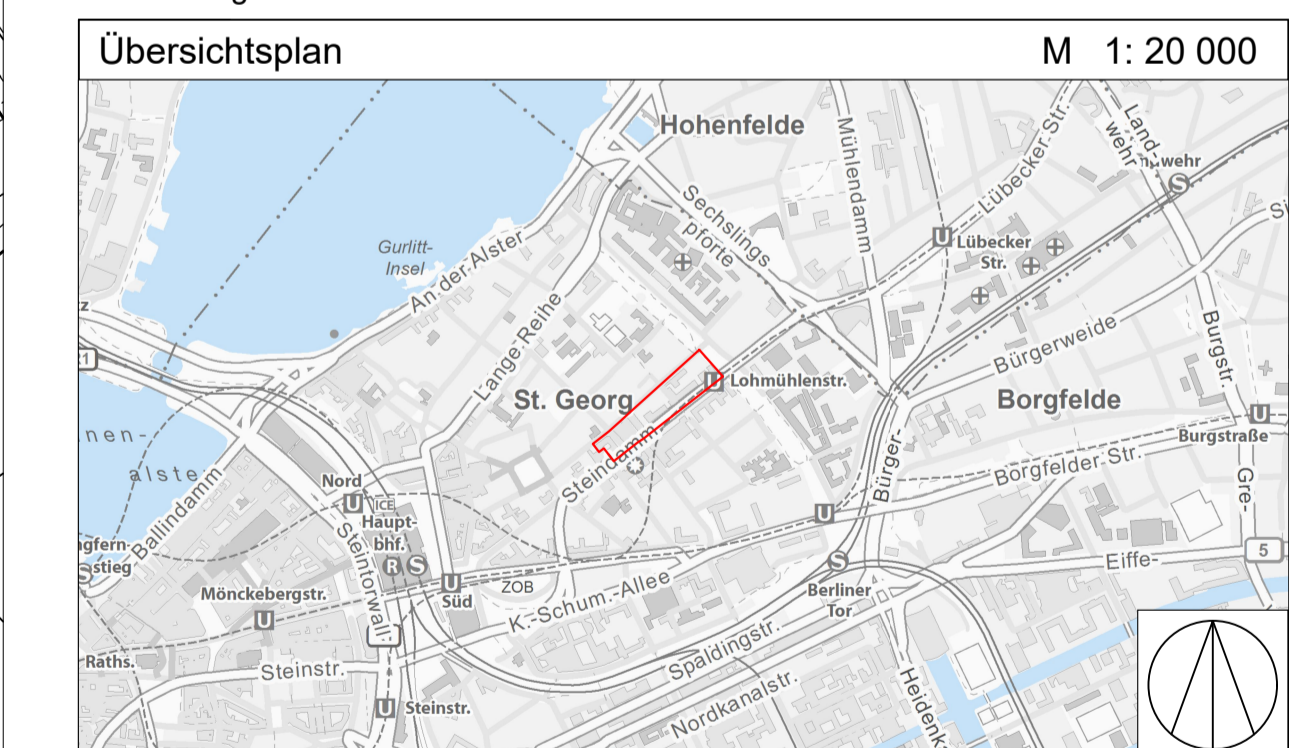 Übersichtsplan M 1: 20 000
Hohenfelde
Mühlendamm
Lübecker Str.
Land-
wehr
Sechslings
pforte
U
Lübecker
Str.
S
Gurlitt-
Insel
An der Alster
Lange Reihe
Bürgerweide
Burgstr.
U
Lohmühlenstr.
St. Georg
Borgfelde
U
Burgstraße
Steindamm
Bürger-
Borgfelder Str.
Gre-
nen-
alster
Ballindamm
Nord
U
ICE
Haupt-
bhf.
R S
Steintorwall
U
Süd
ZOB
K.-Schum.-Allee
U
S
Berliner
Tor
Eiffe-
5
stieg
S
Mönckebergstr.
U
Raths.
Steinstr.
U Steinstr.
Spaldingstr.
Nordkanalstr.